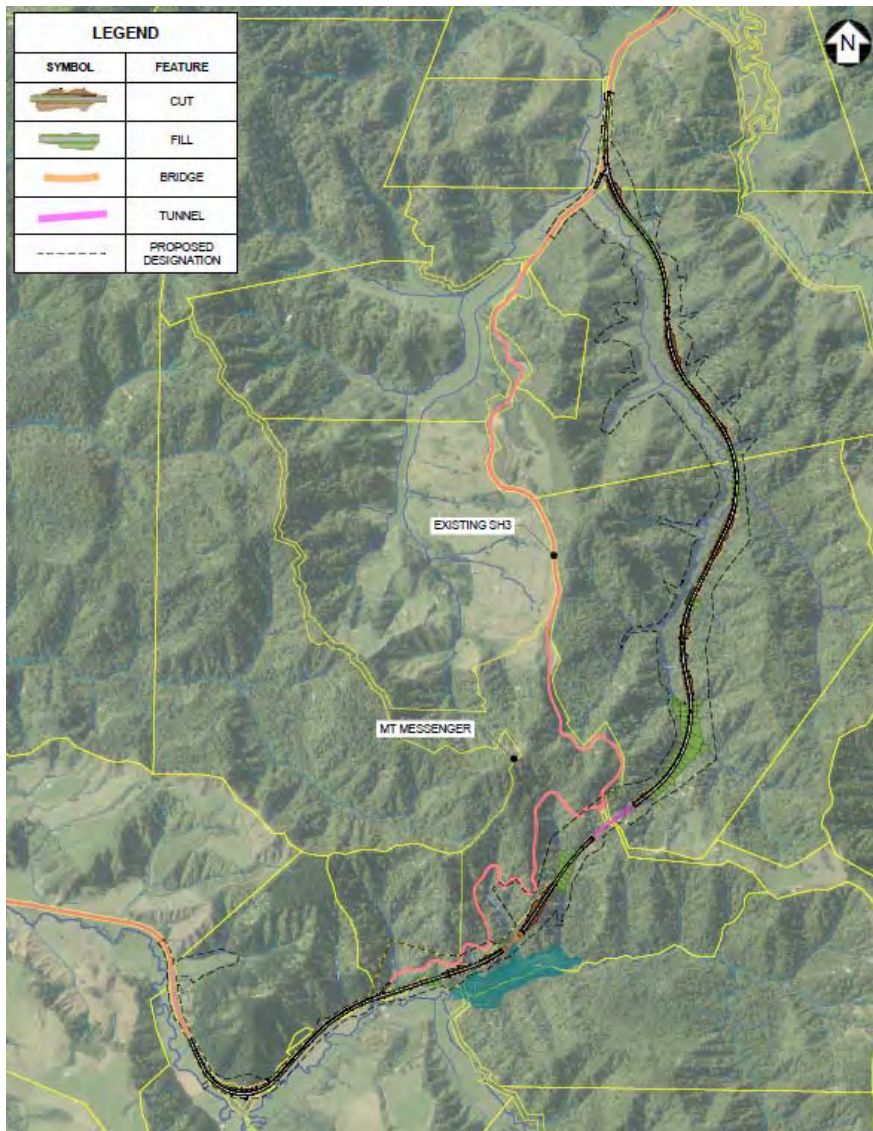 LEGEND
SYMBOL FEATURE
CUT
FILL
BRIDGE
TUNNEL
PROPOSED
DESIGNATION
N
EXISTING SH3
MT MESSENGER